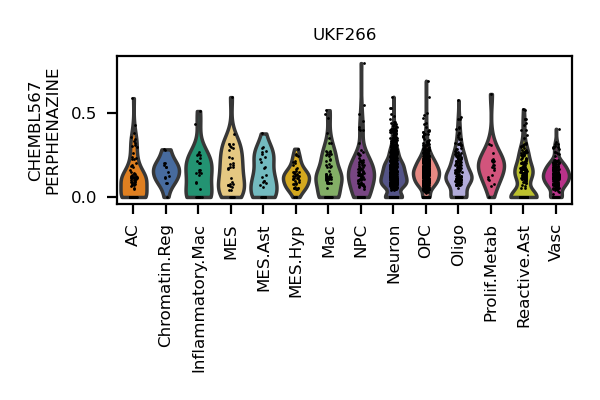 UKF266
CHEMBL567
PERPHENAZINE
0.5
0.0
AC
Chromatin.Reg
Inflammatory.Mac
MES
MES.Ast
MES.Hyp
Mac
NPC
Neuron
OPC
Oligo
Prolif.Metab
Reactive.Ast
Vasc